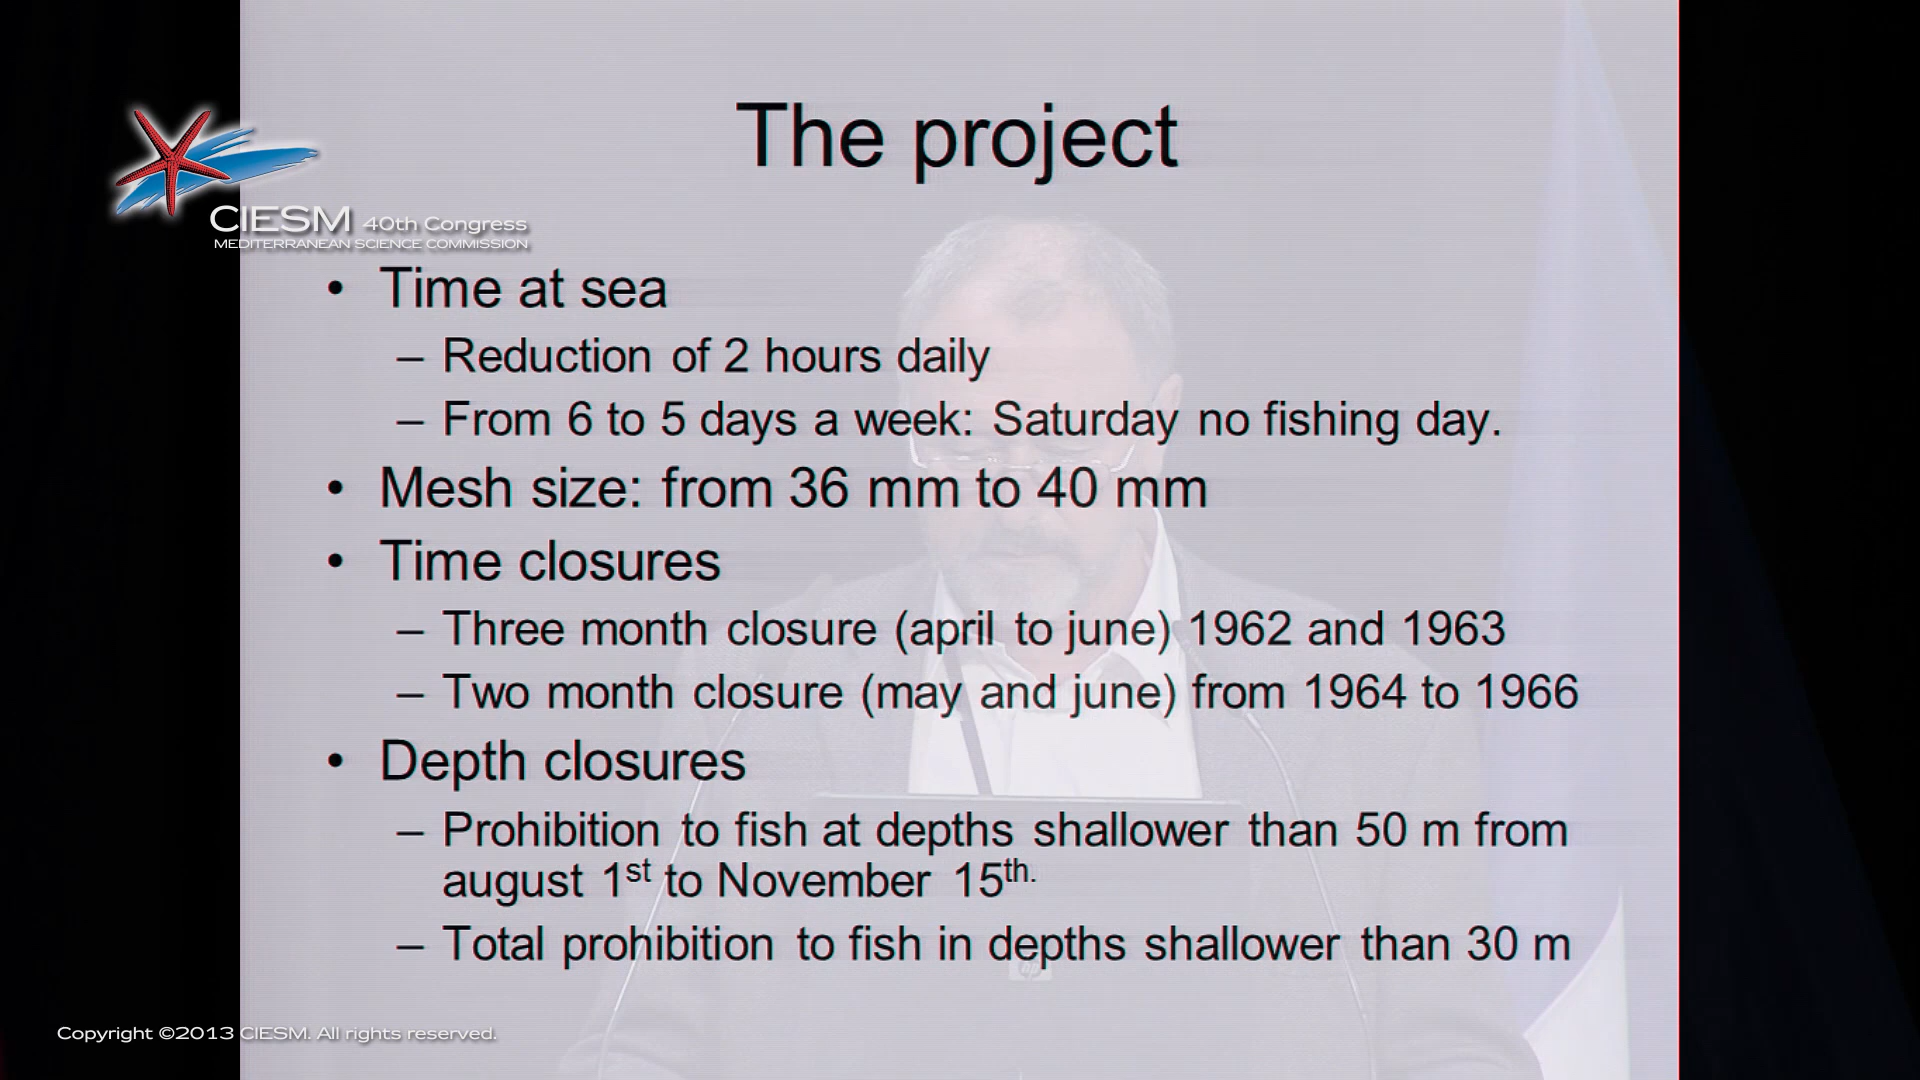 The project
CIESM 40th Congress
MEDITERRANEAN SCIENCE COMMISSION
• Time at sea
– Reduction of 2 hours daily
– From 6 to 5 days a week: Saturday no fishing day.
• Mesh size: from 36 mm to 40 mm
• Time closures
– Three month closure (april to june) 1962 and 1963
– Two month closure (may and june) from 1964 to 1966
• Depth closures
– Prohibition to fish at depths shallower than 50 m from
august 1st to November 15th.
– Total prohibition to fish in depths shallower than 30 m
hp
Copyright ©2013 CIESM. All rights reserved.